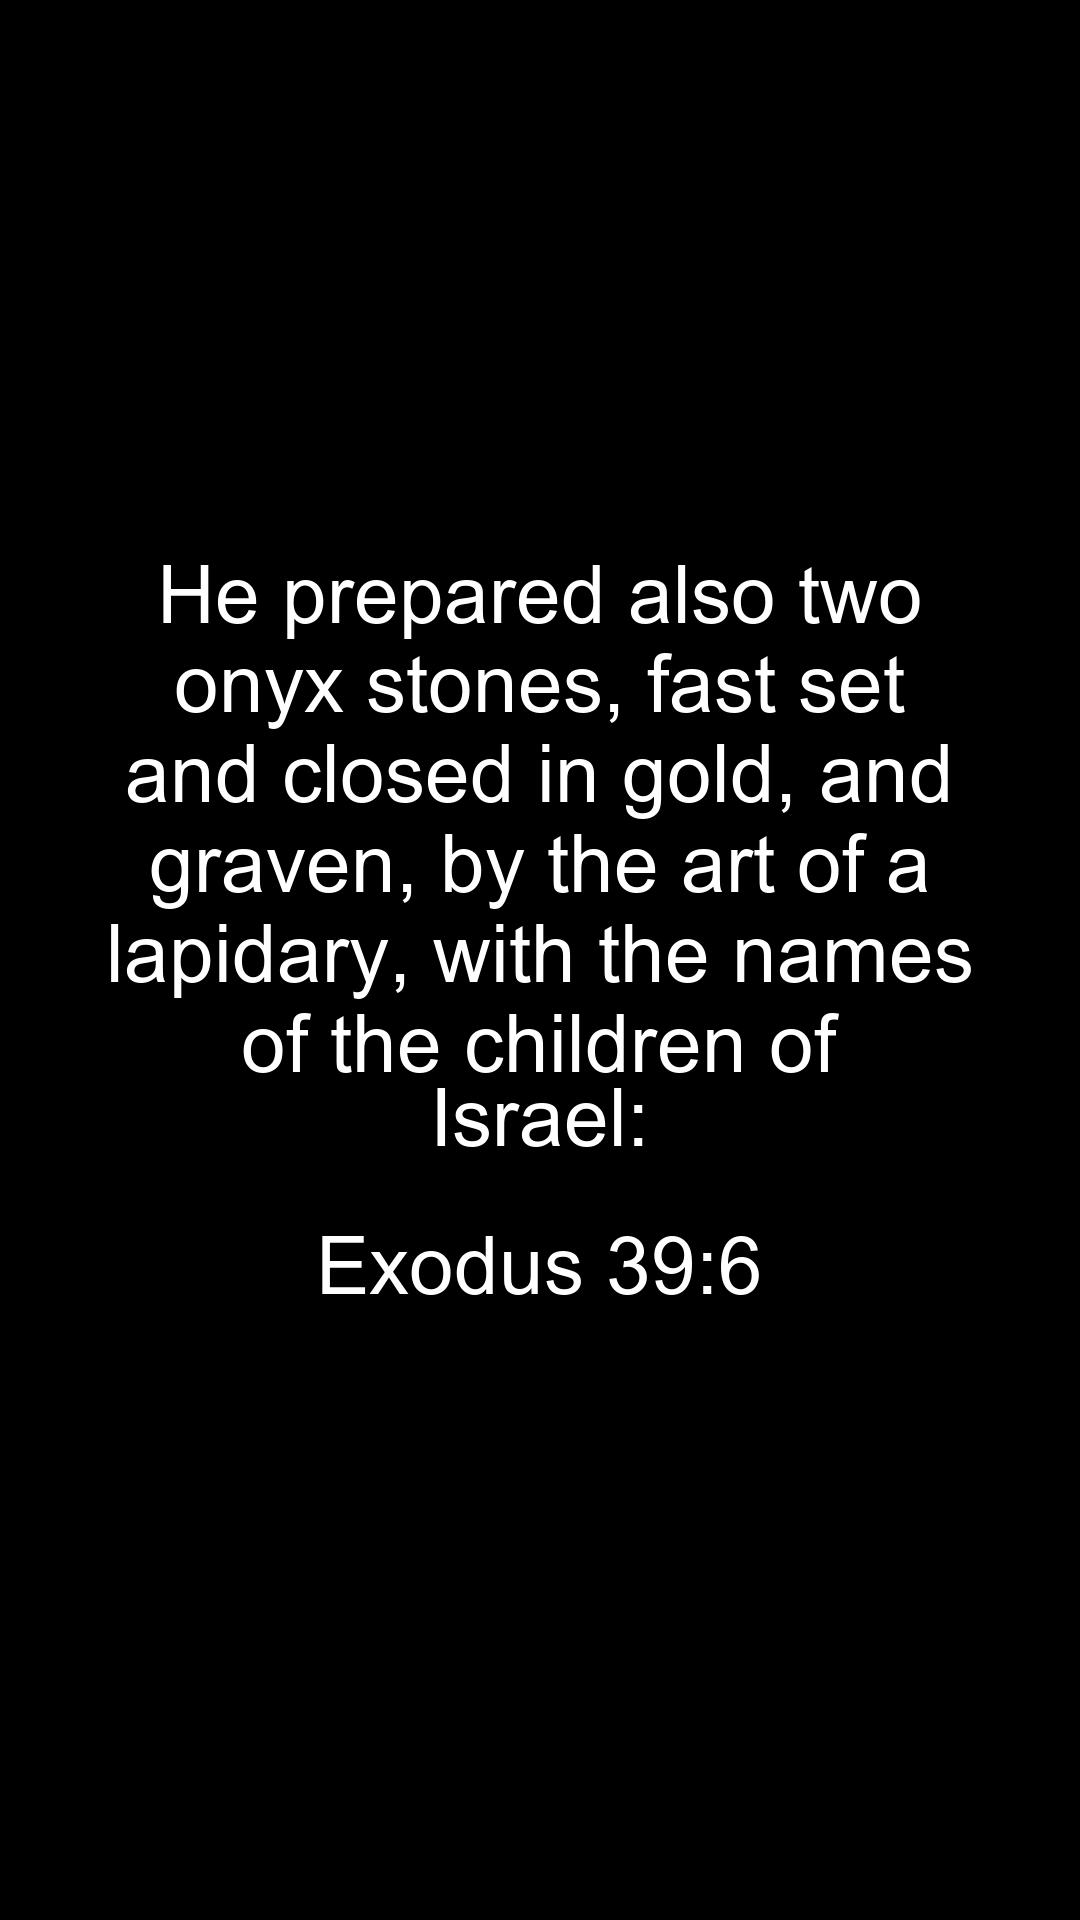 He prepared also two
onyx stones, fast set
and closed in gold, and
graven, by the art of a
lapidary, with the names
of the children of
Israel:
Exodus 39:6